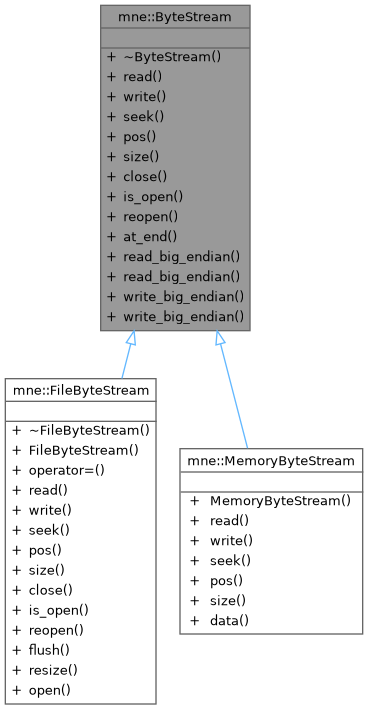 mne::ByteStream
+ ~ByteStream()
+ read()
+ write()
+ seek()
+ pos()
+ size()
+ close()
+ is_open()
+ reopen()
+ at_end()
+ read_big_endian()
+ read_big_endian()
+ write_big_endian()
+ write_big_endian()
mne::FileByteStream
+ ~FileByteStream()
+ FileByteStream()
+ operator=()
+ read()
+ write()
+ seek()
+ pos()
+ size()
+ close()
+ is_open()
+ reopen()
+ flush()
+ resize()
+ open()
mne::MemoryByteStream
+ MemoryByteStream()
+ read()
+ write()
+ seek()
+ pos()
+ size()
+ data()